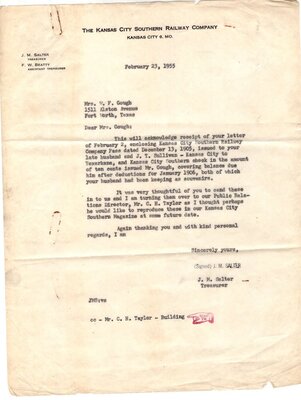 THE KANSAS CITY SOUTHERN RAILWAY COMPANY
KANSAS CITY 6, MO.
J. M. SALTER
TREASURER
F. W. BEATTY
ASSISTANT TREASURER
February 23, 1955
Mrs. W. F. Gough
1511 Alston Avenue
Fort Worth, Texas
Dear Mrs. Gough:
This will acknowledge receipt of your letter
of February 2, enclosing Kansas City Southern Railway
Company Pass dated December 13, 1905, issued to your
late husband and J. T. Sullivan - Kansas City to
Texarkana, and Kansas City Southern check in the amount
of ten cents issued Mr. Gough, covering balance due
him after deductions for January 1906, both of which
your husband had been keeping as souvenirs.
It was very thoughtful of you to send these
in to us and I am turning them over to our Public Rela-
tions Director, Mr. C. N. Taylor as I thought perhaps
he would like to reproduce these in our Kansas City
Southern Magazine at some future date.
Again thanking you and with kind personal
regards, I am
Sincerely yours,
(Signed) J. M. SALTER
J. M. Salter
Treasurer
JMS:es
cc - Mr. C. N. Taylor - Building